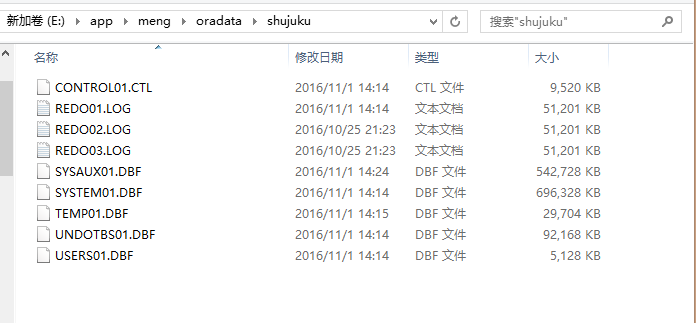 新加卷 (E:) > app > meng > oradata > shujuku
搜索"shujuku"
名称 修改日期 类型 大小
CONTROL01.CTL 2016/11/1 14:14 CTL 文件 9,520 KB
REDO01.LOG 2016/11/1 14:14 文本文档 51,201 KB
REDO02.LOG 2016/10/25 21:23 文本文档 51,201 KB
REDO03.LOG 2016/10/25 21:23 文本文档 51,201 KB
SYSAUX01.DBF 2016/11/1 14:24 DBF 文件 542,728 KB
SYSTEM01.DBF 2016/11/1 14:14 DBF 文件 696,328 KB
TEMP01.DBF 2016/11/1 14:15 DBF 文件 29,704 KB
UNDOTBS01.DBF 2016/11/1 14:14 DBF 文件 92,168 KB
USERS01.DBF 2016/11/1 14:14 DBF 文件 5,128 KB